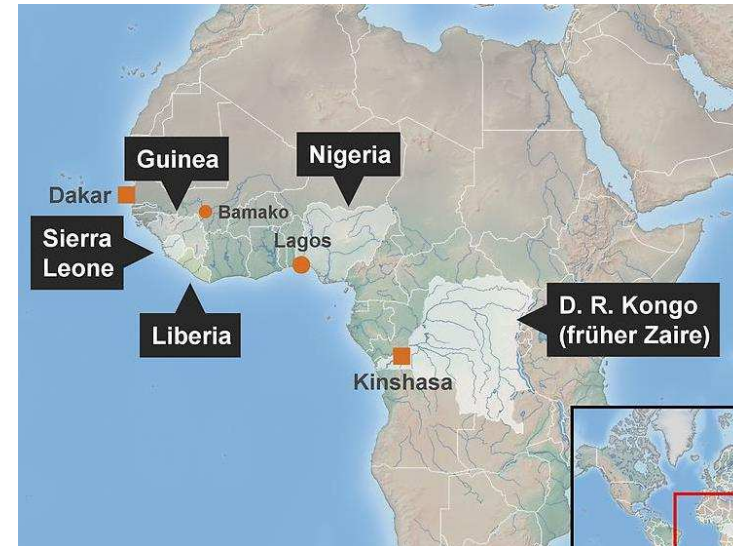 Guinea
Nigeria
Dakar
Bamako
Sierra
Leone
Lagos
Liberia
D. R. Kongo
(früher Zaire)
Kinshasa